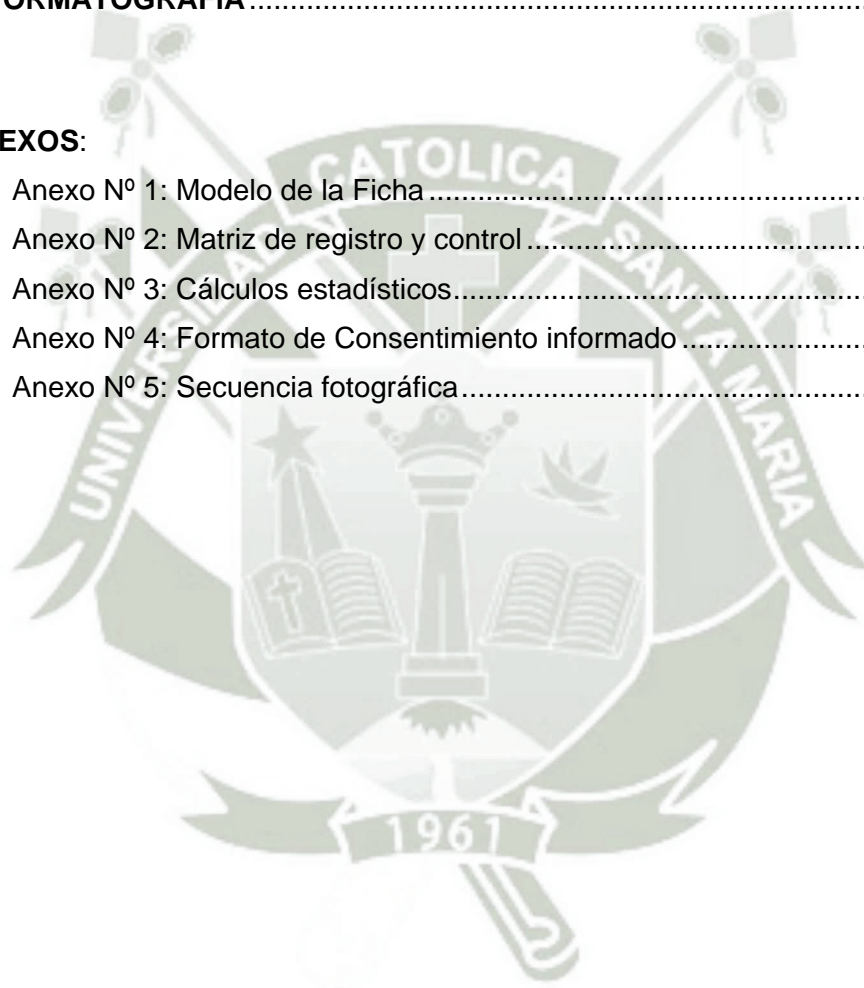 ORMATOGRAFÍA........................................................................
EXOS:
Anexo Nº 1: Modelo de la Ficha..................................................
Anexo Nº 2: Matriz de registro y control.......................................
Anexo Nº 3: Cálculos estadísticos...............................................
Anexo Nº 4: Formato de Consentimiento informado.....................
Anexo Nº 5: Secuencia fotográfica..............................................
UNIVERSIDAD CATOLICA SANTA MARIA
1961